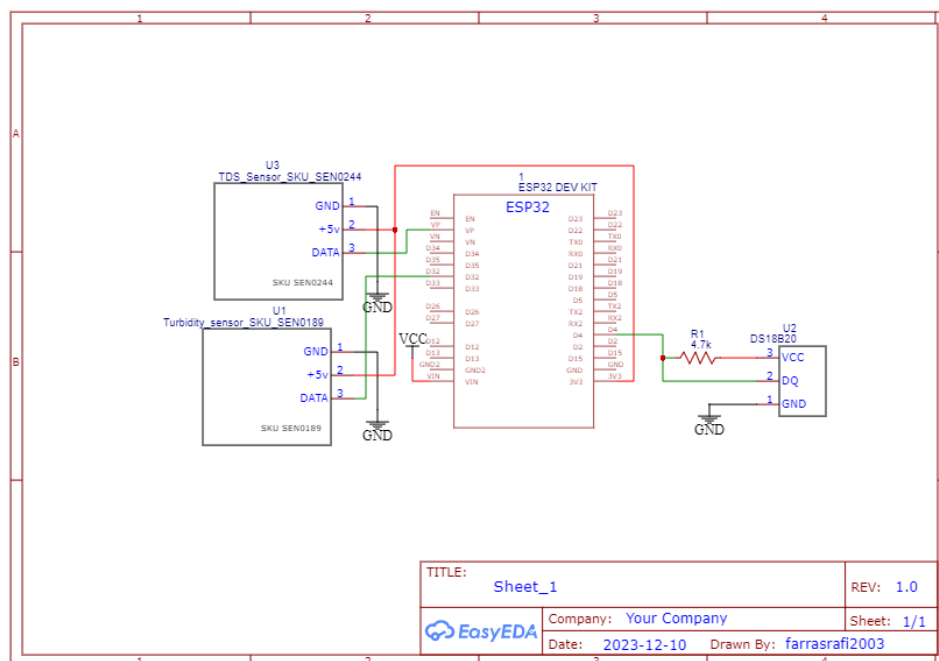 1 2 3 4
A
B
U3
TDS_Sensor_SKU_SEN0244
GND 1
+5v 2
DATA 3
SKU SEN0244
GND
U1
Turbidity_sensor_SKU_SEN0189
GND 1
+5v 2
DATA 3
SKU SEN0189
GND
VCC
1
ESP32 DEV KIT
ESP32
EN EN
VP VP
VN VN
D34 D34
D35 D35
D32 D32
D33 D33
D26 D26
D27 D27
D12 D12
D13 D13
GND2 GND2
VIN VIN
D23 D23
D22 D22
TX0 TX0
RX0 RX0
D21 D21
D19 D19
D18 D18
D5 D5
TX2 TX2
RX2 RX2
D4 D4
D2 D2
D15 D15
GND GND
3V3 3V3
R1
4.7k
U2
DS18B20
3 VCC
2 DQ
1 GND
GND
TITLE:
Sheet_1
REV: 1.0
EasyEDA
Company: Your Company
Sheet: 1/1
Date: 2023-12-10 Drawn By: farrasrafi2003
1 2 3 4